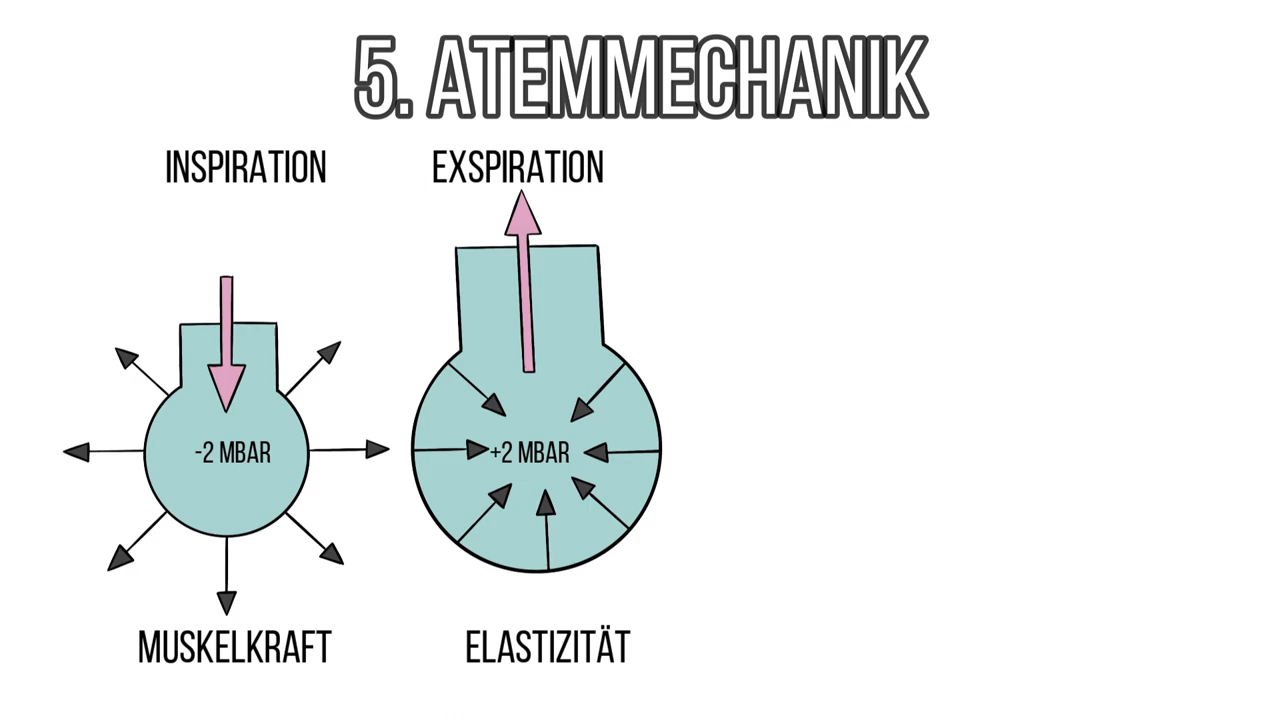 5. ATEMMECHANIK
INSPIRATION
EXSPIRATION
-2 MBAR
+2 MBAR
MUSKELKRAFT
ELASTIZITÄT